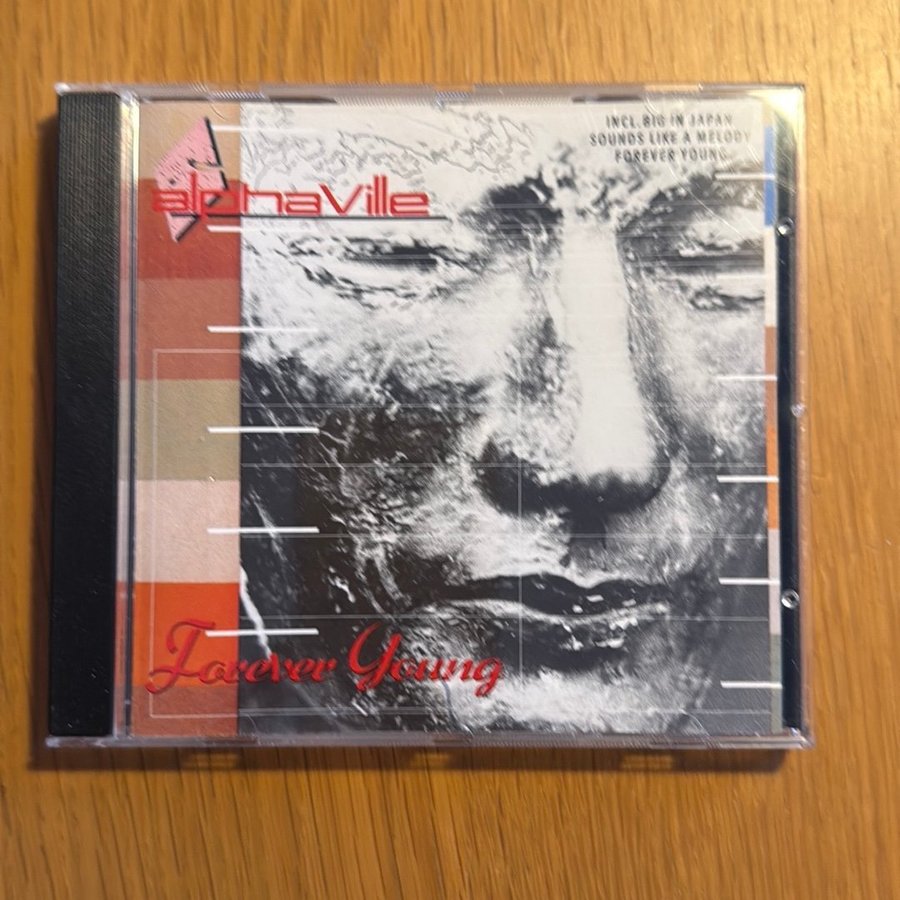 INCL. BIG IN JAPAN
SOUNDS LIKE A MELODY
FOREVER YOUNG
alphaville
Forever Young